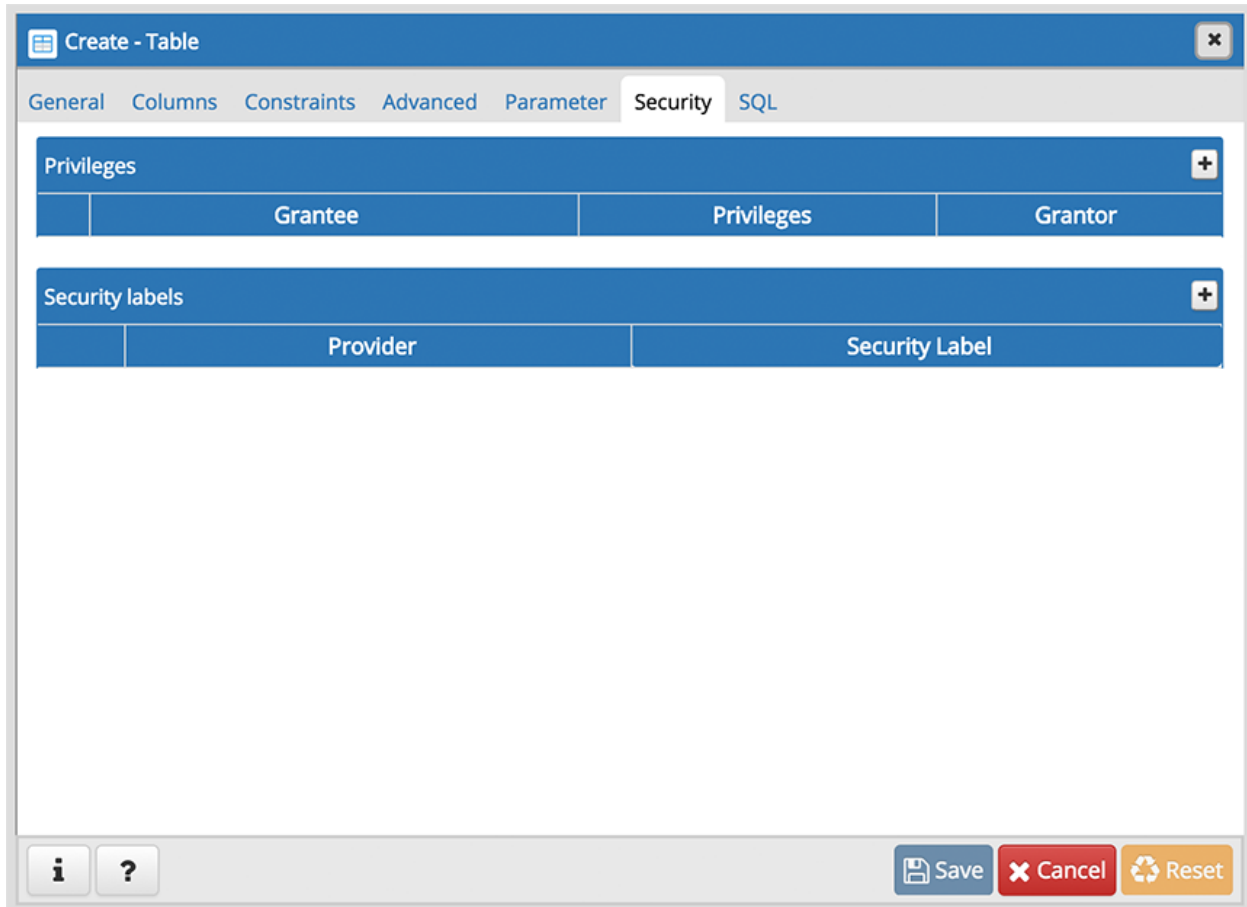 Create - Table
General Columns Constraints Advanced Parameter Security SQL
Privileges
Grantee Privileges Grantor
Security labels
Provider Security Label
i ? Save Cancel Reset